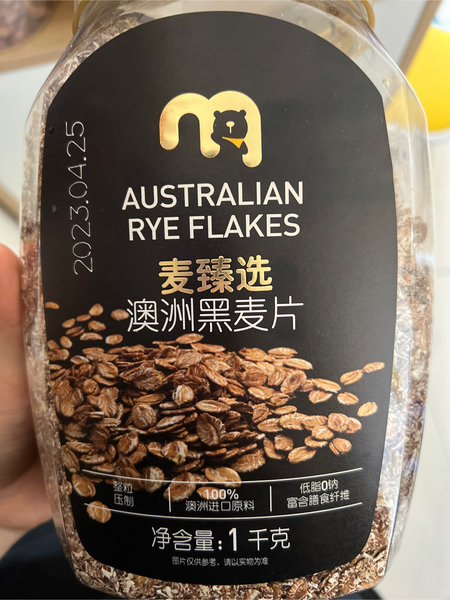 2023.04.25
AUSTRALIAN
RYE FLAKES
麦臻选
澳洲黑麦片
整粒
压制
100%
澳洲进口原料
低脂0钠
富含膳食纤维
净含量:1千克
图片仅供参考，请以实物为准